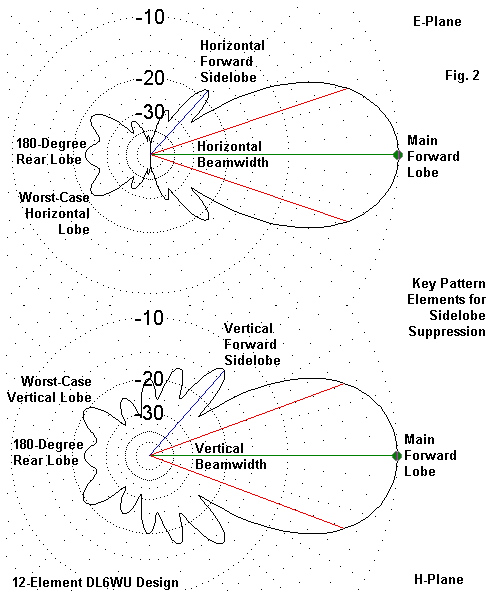 -10
E-Plane
Horizontal
Forward
Sidelobe
Fig. 2
-20
-30
180-Degree
Rear Lobe
Horizontal
Beamwidth
Main
Forward
Lobe
Worst-Case
Horizontal
Lobe
Key Pattern
Elements for
Sidelobe
Suppression
-10
Vertical
Forward
Sidelobe
Worst-Case
Vertical Lobe
-20
-30
180-Degree
Rear Lobe
Vertical
Beamwidth
Main
Forward
Lobe
12-Element DL6WU Design
H-Plane